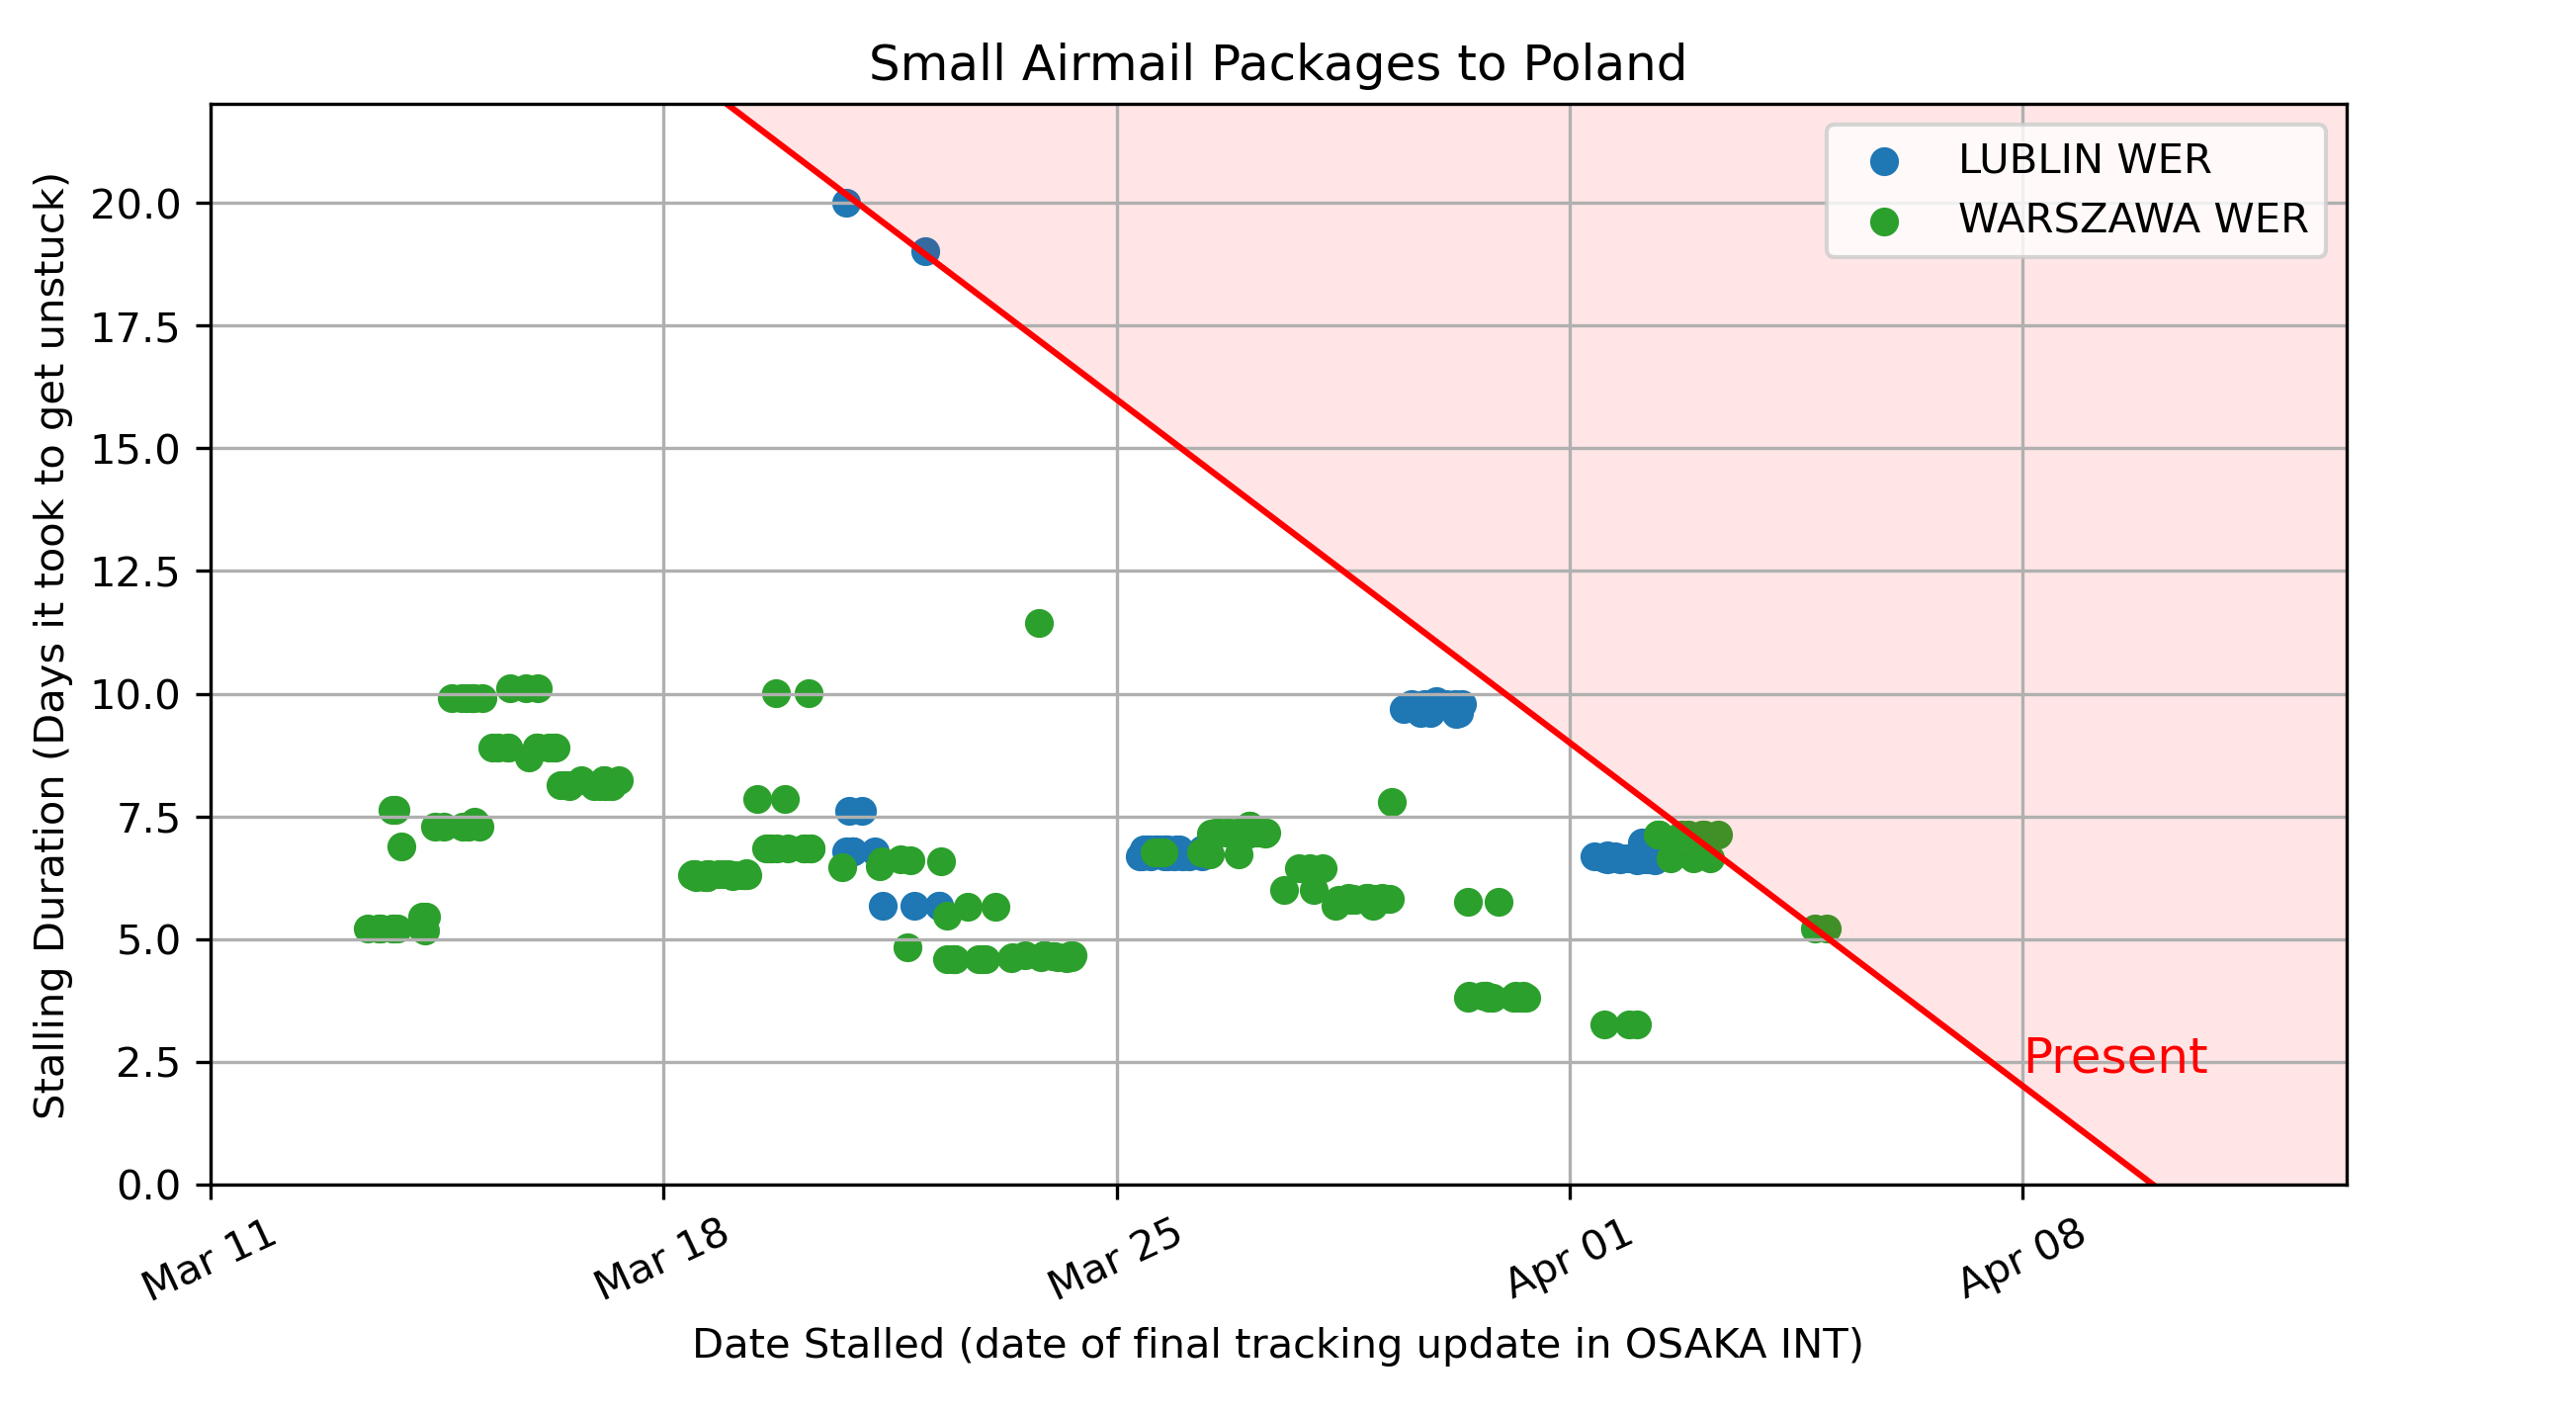 Small Airmail Packages to Poland
LUBLIN WER
WARSZAWA WER
Stalling Duration (Days it took to get unstuck)
20.0
17.5
15.0
12.5
10.0
7.5
5.0
2.5
0.0
Present
Mar 11
Mar 18
Mar 25
Apr 01
Apr 08
Date Stalled (date of final tracking update in OSAKA INT)